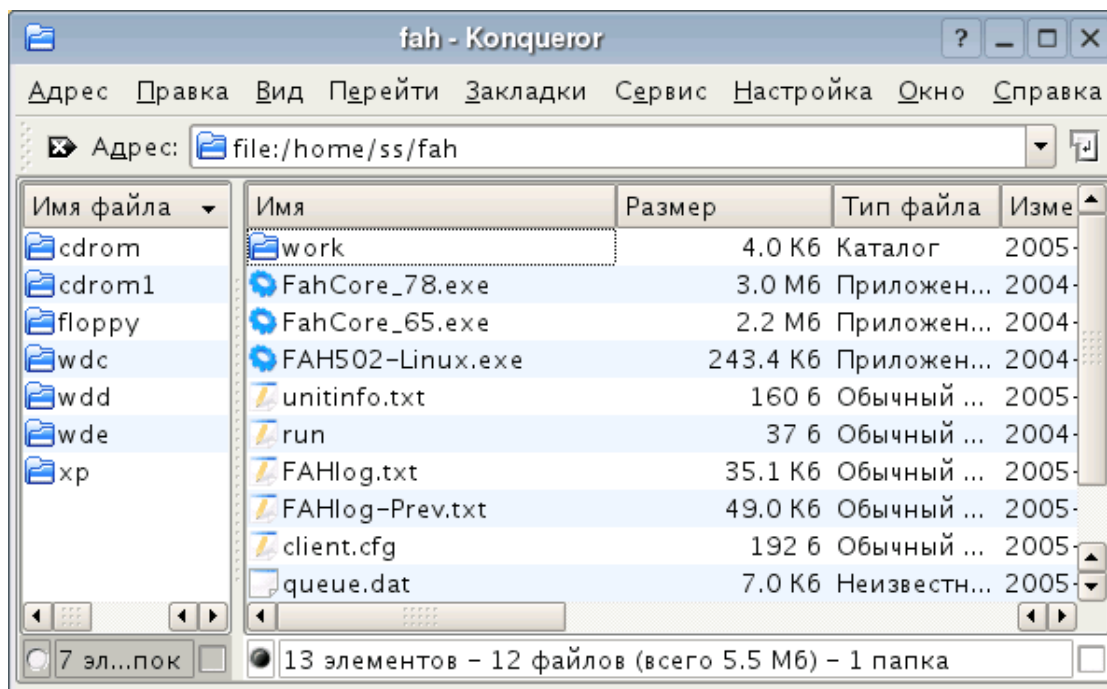 fah - Konqueror
Адрес Правка Вид Перейти Закладки Сервис Настройка Окно Справка
Адрес: file:/home/ss/fah
Имя файла
cdrom
cdrom1
floppy
wdc
wdd
wde
xp
Имя Размер Тип файла Изме
work 4.0 Кб Каталог 2005-
FahCore_78.exe 3.0 Мб Приложен... 2004-
FahCore_65.exe 2.2 Мб Приложен... 2004-
FAH502-Linux.exe 243.4 Кб Приложен... 2004-
unitinfo.txt 160 б Обычный ... 2005-
run 37 б Обычный ... 2004-
FAHlog.txt 35.1 Кб Обычный ... 2005-
FAHlog-Prev.txt 49.0 Кб Обычный ... 2005-
client.cfg 192 б Обычный ... 2005-
queue.dat 7.0 Кб Неизвестн... 2005-
7 эл...пок
13 элементов – 12 файлов (всего 5.5 Мб) – 1 папка